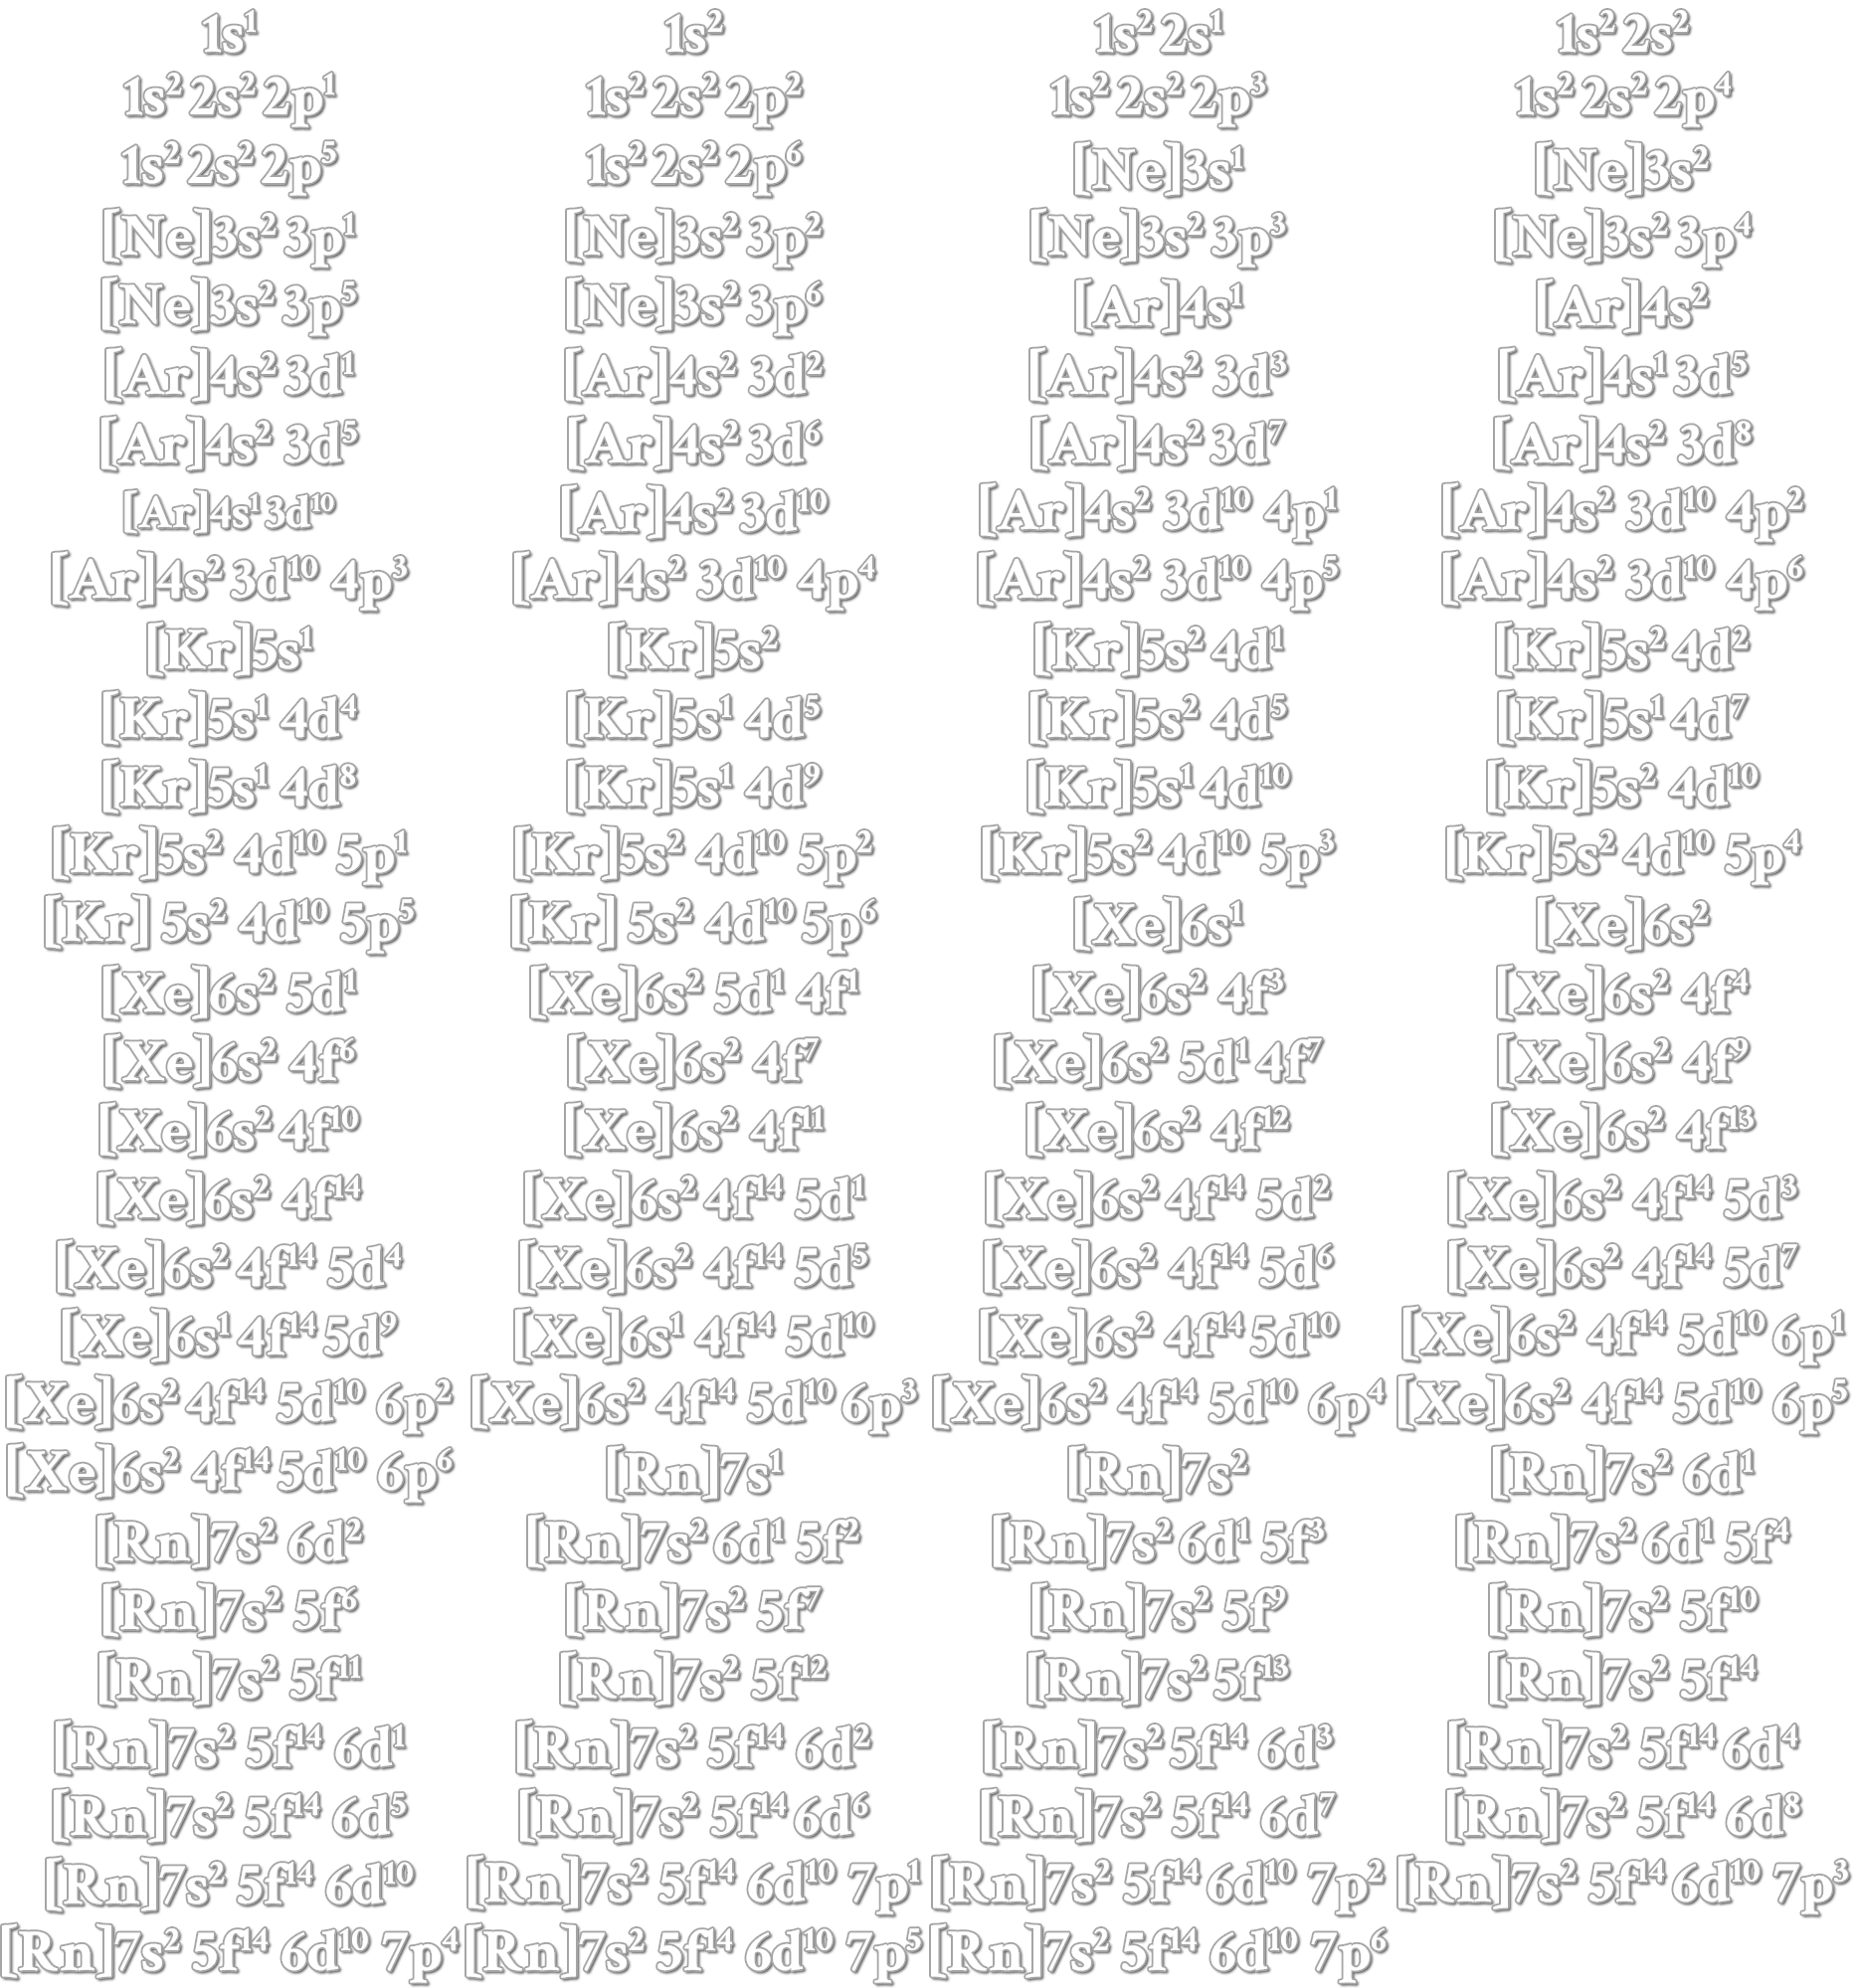 1s¹ 1s² 1s² 2s¹ 1s² 2s²
1s² 2s² 2p¹ 1s² 2s² 2p² 1s² 2s² 2p³ 1s² 2s² 2p⁴
1s² 2s² 2p⁵ 1s² 2s² 2p⁶ [Ne]3s¹ [Ne]3s²
[Ne]3s² 3p¹ [Ne]3s² 3p² [Ne]3s² 3p³ [Ne]3s² 3p⁴
[Ne]3s² 3p⁵ [Ne]3s² 3p⁶ [Ar]4s¹ [Ar]4s²
[Ar]4s² 3d¹ [Ar]4s² 3d² [Ar]4s² 3d³ [Ar]4s¹ 3d⁵
[Ar]4s² 3d⁵ [Ar]4s² 3d⁶ [Ar]4s² 3d⁷ [Ar]4s² 3d⁸
[Ar]4s¹ 3d¹⁰ [Ar]4s² 3d¹⁰ [Ar]4s² 3d¹⁰ 4p¹ [Ar]4s² 3d¹⁰ 4p²
[Ar]4s² 3d¹⁰ 4p³ [Ar]4s² 3d¹⁰ 4p⁴ [Ar]4s² 3d¹⁰ 4p⁵ [Ar]4s² 3d¹⁰ 4p⁶
[Kr]5s¹ [Kr]5s² [Kr]5s² 4d¹ [Kr]5s² 4d²
[Kr]5s¹ 4d⁴ [Kr]5s¹ 4d⁵ [Kr]5s² 4d⁵ [Kr]5s¹ 4d⁷
[Kr]5s¹ 4d⁸ [Kr]5s¹ 4d⁹ [Kr]5s¹ 4d¹⁰ [Kr]5s² 4d¹⁰
[Kr]5s² 4d¹⁰ 5p¹ [Kr]5s² 4d¹⁰ 5p² [Kr]5s² 4d¹⁰ 5p³ [Kr]5s² 4d¹⁰ 5p⁴
[Kr] 5s² 4d¹⁰ 5p⁵ [Kr] 5s² 4d¹⁰ 5p⁶ [Xe]6s¹ [Xe]6s²
[Xe]6s² 5d¹ [Xe]6s² 5d¹ 4f¹ [Xe]6s² 4f³ [Xe]6s² 4f⁴
[Xe]6s² 4f⁶ [Xe]6s² 4f⁷ [Xe]6s² 5d¹ 4f⁷ [Xe]6s² 4f⁹
[Xe]6s² 4f¹⁰ [Xe]6s² 4f¹¹ [Xe]6s² 4f¹² [Xe]6s² 4f¹³
[Xe]6s² 4f¹⁴ [Xe]6s² 4f¹⁴ 5d¹ [Xe]6s² 4f¹⁴ 5d² [Xe]6s² 4f¹⁴ 5d³
[Xe]6s² 4f¹⁴ 5d⁴ [Xe]6s² 4f¹⁴ 5d⁵ [Xe]6s² 4f¹⁴ 5d⁶ [Xe]6s² 4f¹⁴ 5d⁷
[Xe]6s¹ 4f¹⁴ 5d⁹ [Xe]6s¹ 4f¹⁴ 5d¹⁰ [Xe]6s² 4f¹⁴ 5d¹⁰ [Xe]6s² 4f¹⁴ 5d¹⁰ 6p¹
[Xe]6s² 4f¹⁴ 5d¹⁰ 6p² [Xe]6s² 4f¹⁴ 5d¹⁰ 6p³ [Xe]6s² 4f¹⁴ 5d¹⁰ 6p⁴ [Xe]6s² 4f¹⁴ 5d¹⁰ 6p⁵
[Xe]6s² 4f¹⁴ 5d¹⁰ 6p⁶ [Rn]7s¹ [Rn]7s² [Rn]7s² 6d¹
[Rn]7s² 6d² [Rn]7s² 6d¹ 5f² [Rn]7s² 6d¹ 5f³ [Rn]7s² 6d¹ 5f⁴
[Rn]7s² 5f⁶ [Rn]7s² 5f⁷ [Rn]7s² 5f⁹ [Rn]7s² 5f¹⁰
[Rn]7s² 5f¹¹ [Rn]7s² 5f¹² [Rn]7s² 5f¹³ [Rn]7s² 5f¹⁴
[Rn]7s² 5f¹⁴ 6d¹ [Rn]7s² 5f¹⁴ 6d² [Rn]7s² 5f¹⁴ 6d³ [Rn]7s² 5f¹⁴ 6d⁴
[Rn]7s² 5f¹⁴ 6d⁵ [Rn]7s² 5f¹⁴ 6d⁶ [Rn]7s² 5f¹⁴ 6d⁷ [Rn]7s² 5f¹⁴ 6d⁸
[Rn]7s² 5f¹⁴ 6d¹⁰ [Rn]7s² 5f¹⁴ 6d¹⁰ 7p¹ [Rn]7s² 5f¹⁴ 6d¹⁰ 7p² [Rn]7s² 5f¹⁴ 6d¹⁰ 7p³
[Rn]7s² 5f¹⁴ 6d¹⁰ 7p⁴ [Rn]7s² 5f¹⁴ 6d¹⁰ 7p⁵ [Rn]7s² 5f¹⁴ 6d¹⁰ 7p⁶